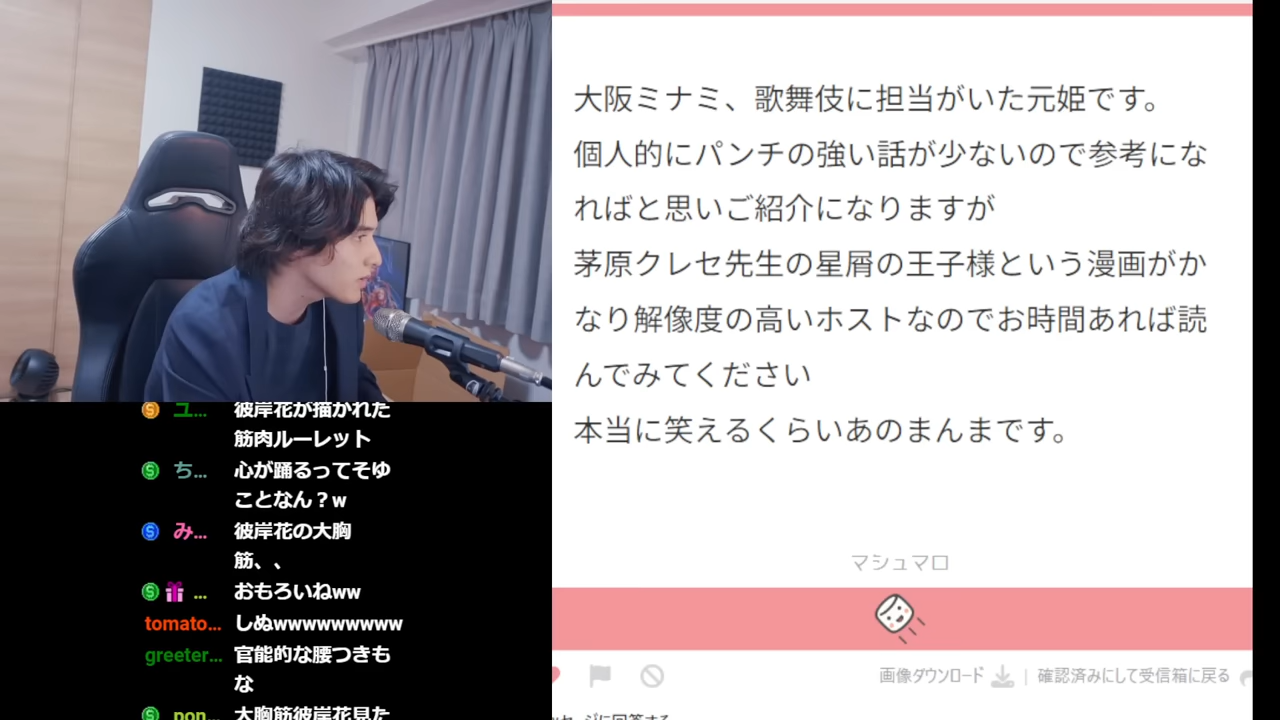 大阪ミナミ、歌舞伎に担当がいた元姫です。
個人的にパンチの強い話が少ないので参考にな
ればと思いご紹介になりますが
茅原クレセ先生の星屑の王子様という漫画がか
なり解像度の高いホストなのでお時間あれば読
んでみてください
本当に笑えるくらいあのまんまです。
マシュマロ
画像ダウンロード | 確認済みにして受信箱に戻る
ユ… 彼岸花が描かれた
筋肉ルーレット
ち… 心が踊るってそゆ
ことなん？w
み… 彼岸花の大胸
筋、、
… おもろいねww
tomato… しぬwwwwwwwww
greeter… 官能的な腰つきも
な
pon… 大胸筋彼岸花見た